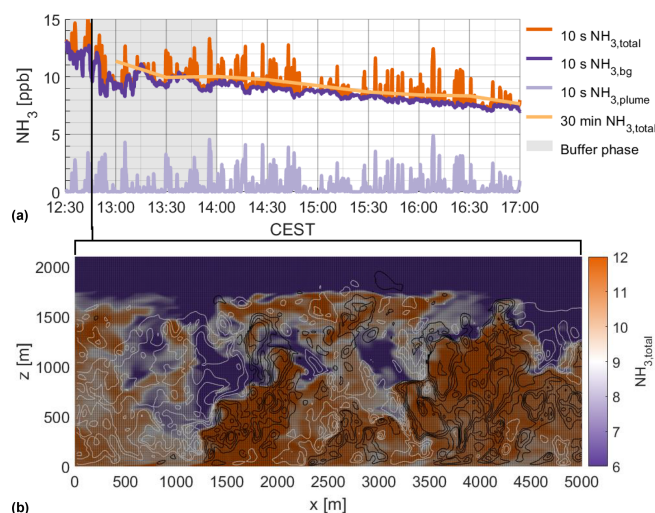 (a)
NH3 [ppb]
15
10
5
0
12:30 13:00 13:30 14:00 14:30 15:00 15:30 16:00 16:30 17:00
CEST
10 s NH3,total
10 s NH3,bg
10 s NH3,plume
30 min NH3,total
Buffer phase
(b)
z [m]
2000
1500
1000
500
0
0 500 1000 1500 2000 2500 3000 3500 4000 4500 5000
x [m]
12
11
10
9
8
7
6
NH3,total